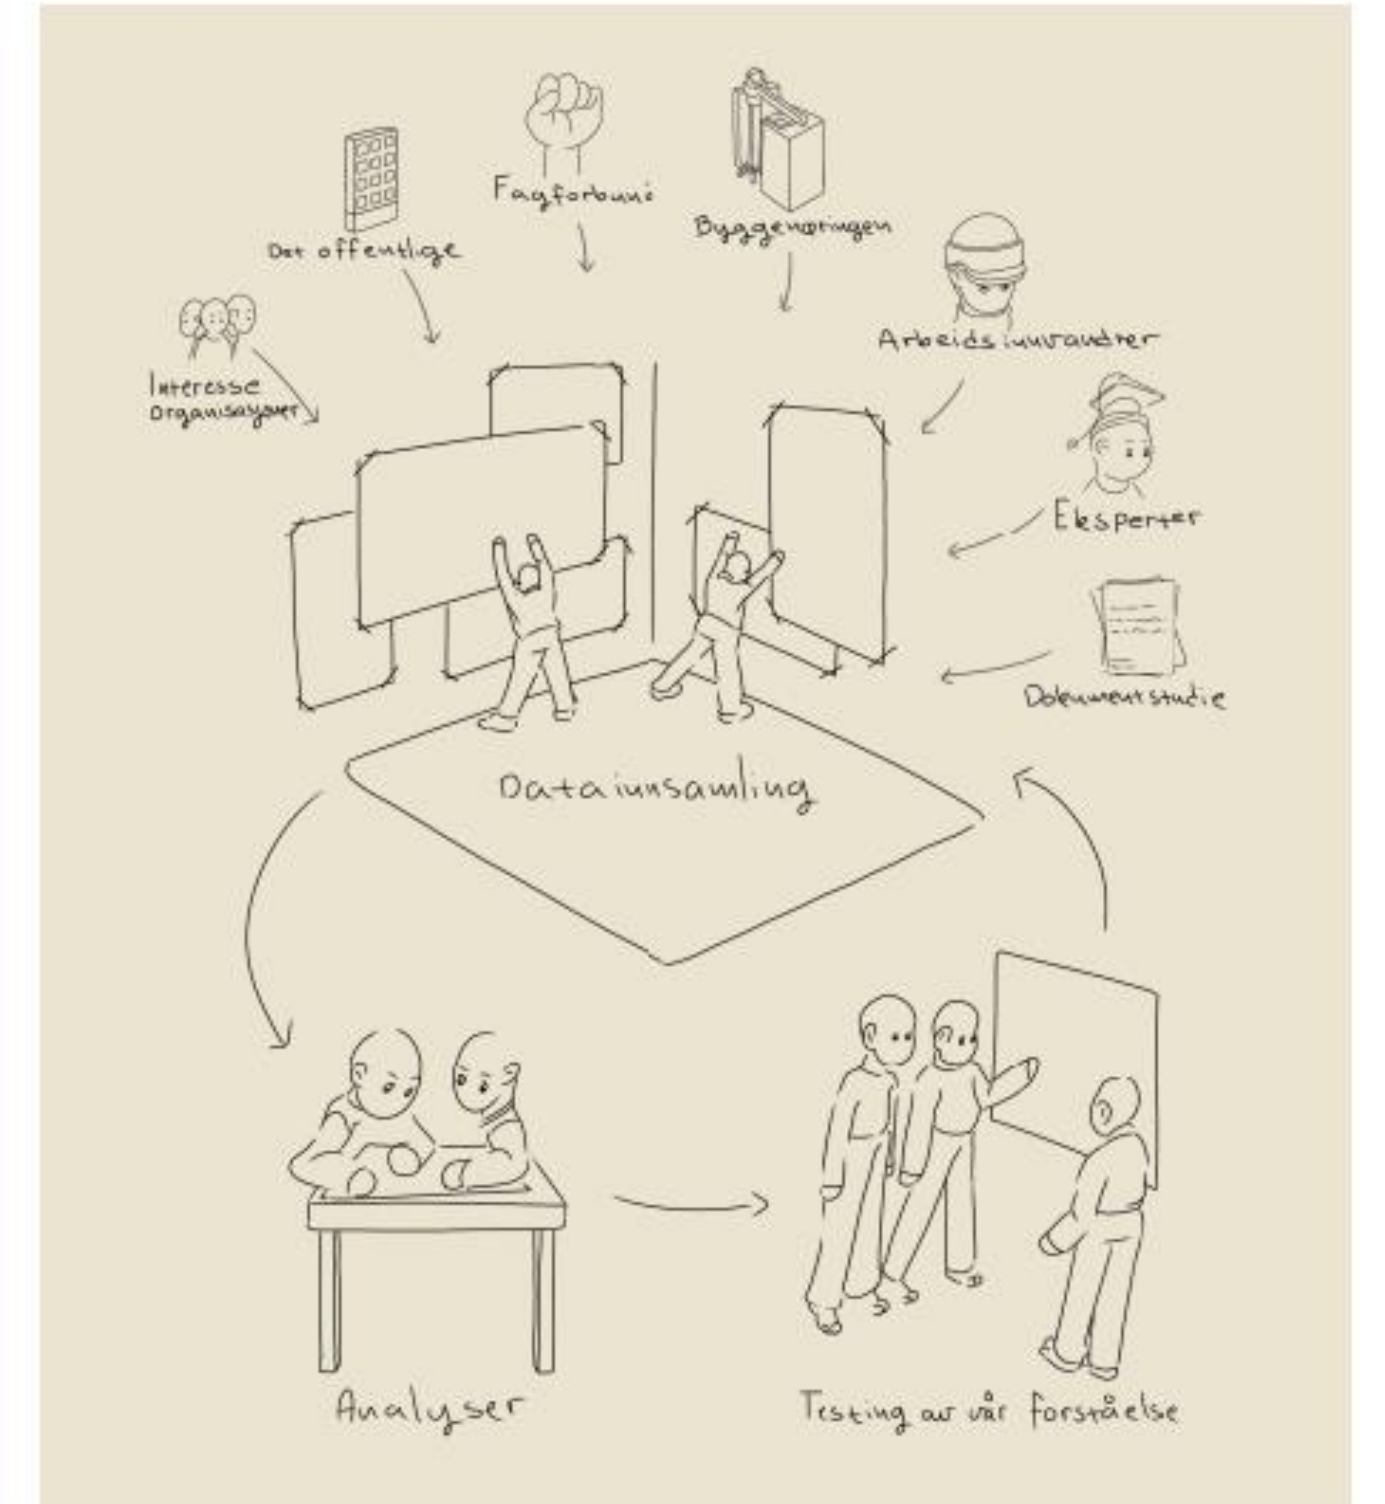 Fagforbund
Byggenæringen
Det offentlige
Arbeidsinnvandrer
Interesse
organisasjoner
Eksperter
Dokumentstudie
Datainnsamling
Analyser
Testing av vår forståelse